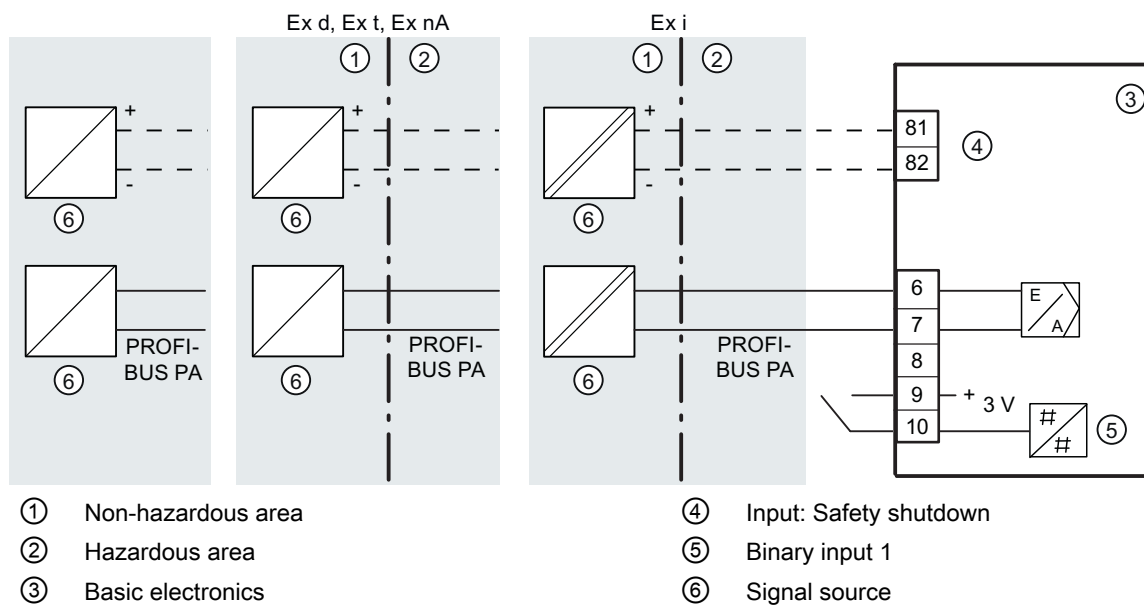 Ex d, Ex t, Ex nA
Ex i
① ② ① ② ③
+ + + 81 ④
- - - 82
⑥ ⑥ ⑥
6 E
7 A
PROFI-
BUS PA
PROFI-
BUS PA
PROFI-
BUS PA
⑥ ⑥ ⑥
8
9 + 3 V
10 # ⑤
#
① Non-hazardous area
② Hazardous area
③ Basic electronics
④ Input: Safety shutdown
⑤ Binary input 1
⑥ Signal source